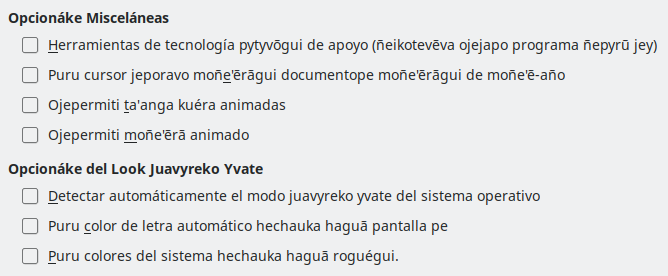 Opcionáke Misceláneas
Herramientas de tecnología pytyvõgui de apoyo (ñeikotevẽva ojejapo programa ñepyrũ jey)
Puru cursor jeporavo moñe'ẽrãgui documentope moñe'ẽrãgui de moñe'ẽ-año
Ojepermiti ta'anga kuéra animadas
Ojepermiti moñe'ẽrã animado
Opcionáke del Look Juavyreko Yvate
Detectar automáticamente el modo juavyreko yvate del sistema operativo
Puru color de letra automático hechauka haguã pantalla pe
Puru colores del sistema hechauka haguã roguégui.